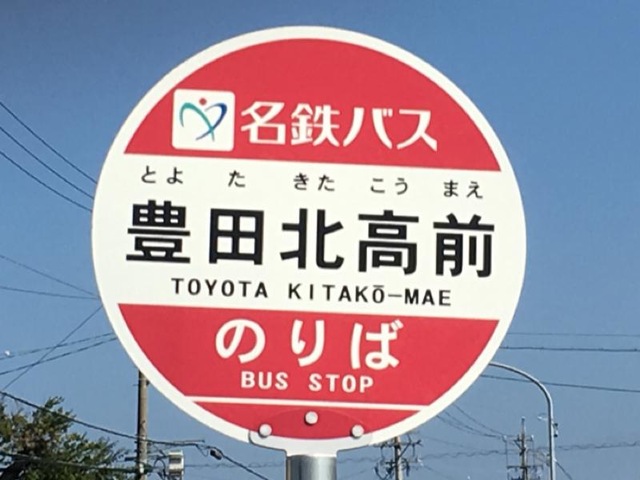 名鉄バス
とよ た きた こう まえ
豊田北高前
TOYOTA KITAKŌ-MAE
のりば
BUS STOP